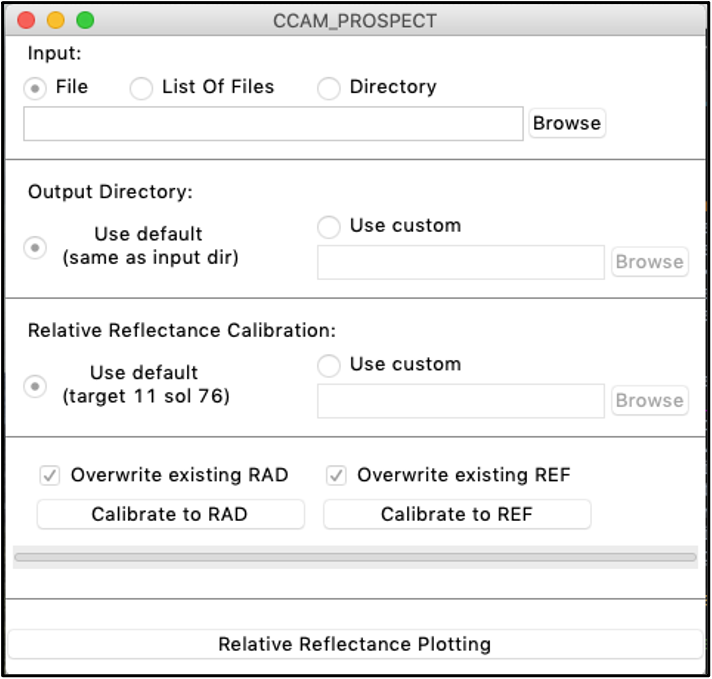 CCAM_PROSPECT
Input:
File List Of Files Directory
Browse
Output Directory:
Use default
(same as input dir)
Use custom
Browse
Relative Reflectance Calibration:
Use default
(target 11 sol 76)
Use custom
Browse
Overwrite existing RAD Overwrite existing REF
Calibrate to RAD Calibrate to REF
Relative Reflectance Plotting